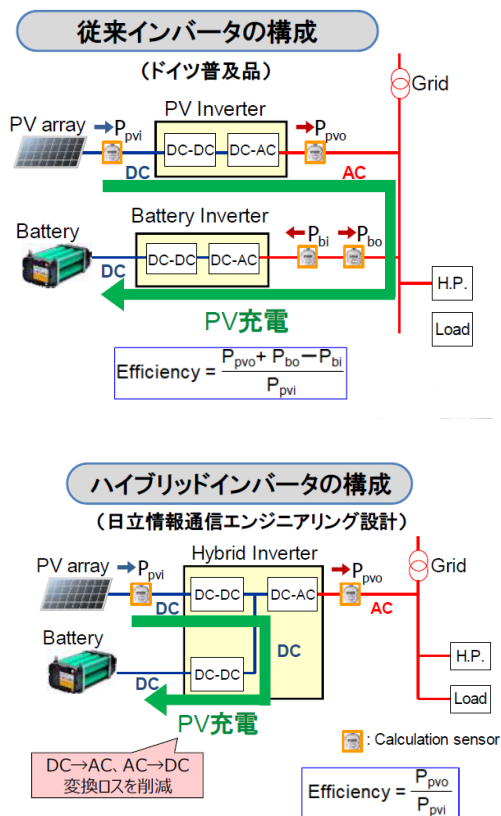 従来インバータの構成
（ドイツ普及品）
Grid
PV Inverter
PV array
Ppvi
DC-DC
DC-AC
Ppvo
DC
AC
Battery Inverter
Battery
DC
DC-DC
DC-AC
Pbi
Pbo
PV充電
H.P.
Load
Efficiency = Ppvo + Pbo − Pbi
Ppvi
ハイブリッドインバータの構成
（日立情報通信エンジニアリング設計）
Hybrid Inverter
Grid
PV array
Ppvi
DC
DC-DC
DC-AC
Ppvo
AC
Battery
DC
DC
DC-DC
PV充電
H.P.
Load
DC→AC、AC→DC
変換ロスを削減
: Calculation sensor
Efficiency = Ppvo
Ppvi